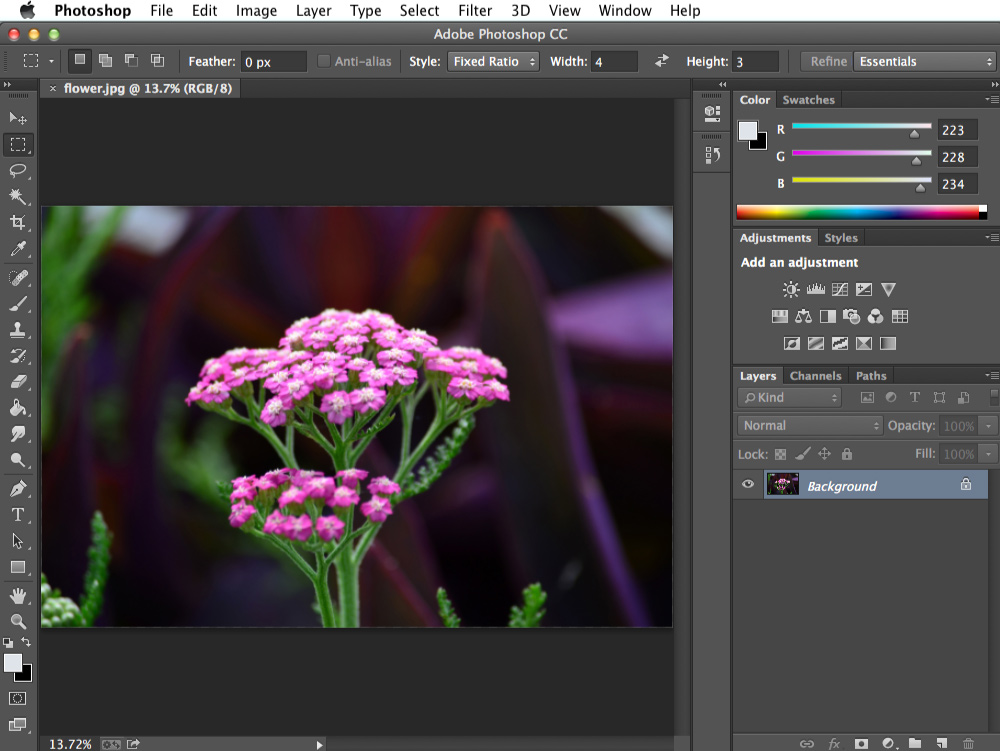 Photoshop File Edit Image Layer Type Select Filter 3D View Window Help
Adobe Photoshop CC
Feather: 0 px Anti-alias Style: Fixed Ratio Width: 4 Height: 3 Refine Essentials
× flower.jpg @ 13.7% (RGB/8)
Color Swatches
R 223
G 228
B 234
Adjustments Styles
Add an adjustment
Layers Channels Paths
Kind T
Normal Opacity: 100%
Lock: Fill: 100%
Background
T
13.72%
fx